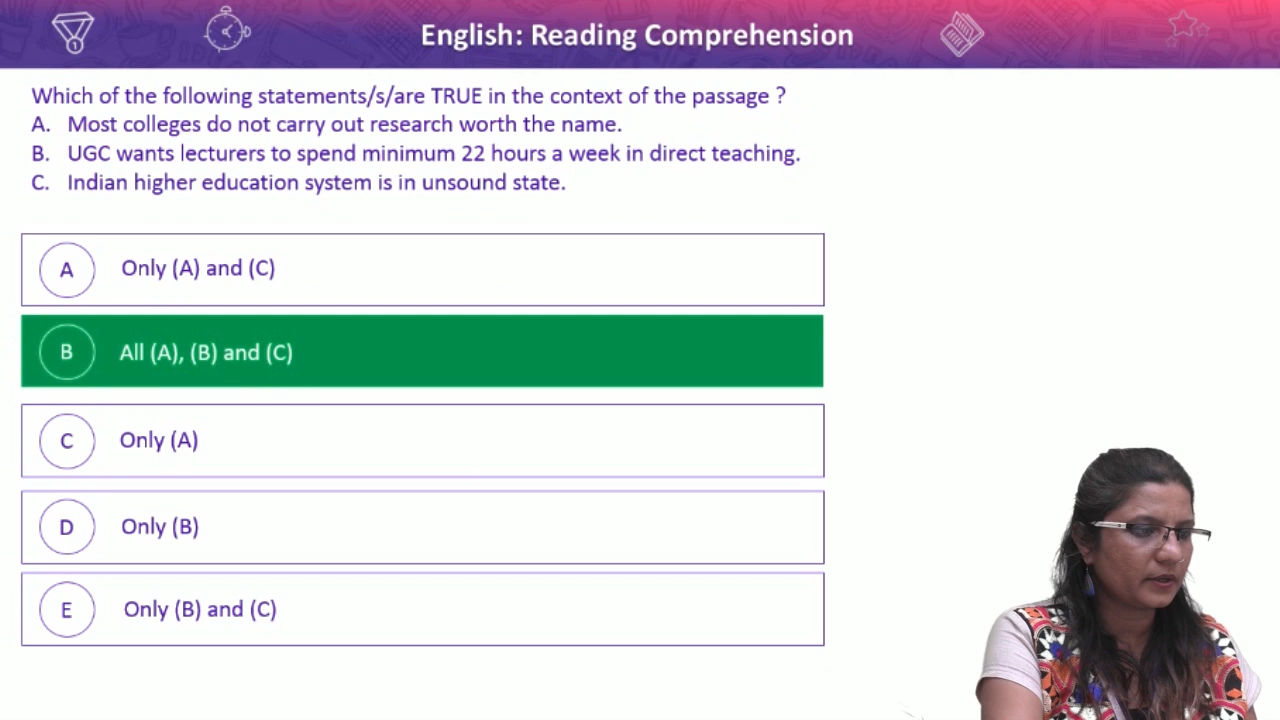 English: Reading Comprehension
Which of the following statements/s/are TRUE in the context of the passage ?
A. Most colleges do not carry out research worth the name.
B. UGC wants lecturers to spend minimum 22 hours a week in direct teaching.
C. Indian higher education system is in unsound state.
A Only (A) and (C)
B All (A), (B) and (C)
C Only (A)
D Only (B)
E Only (B) and (C)